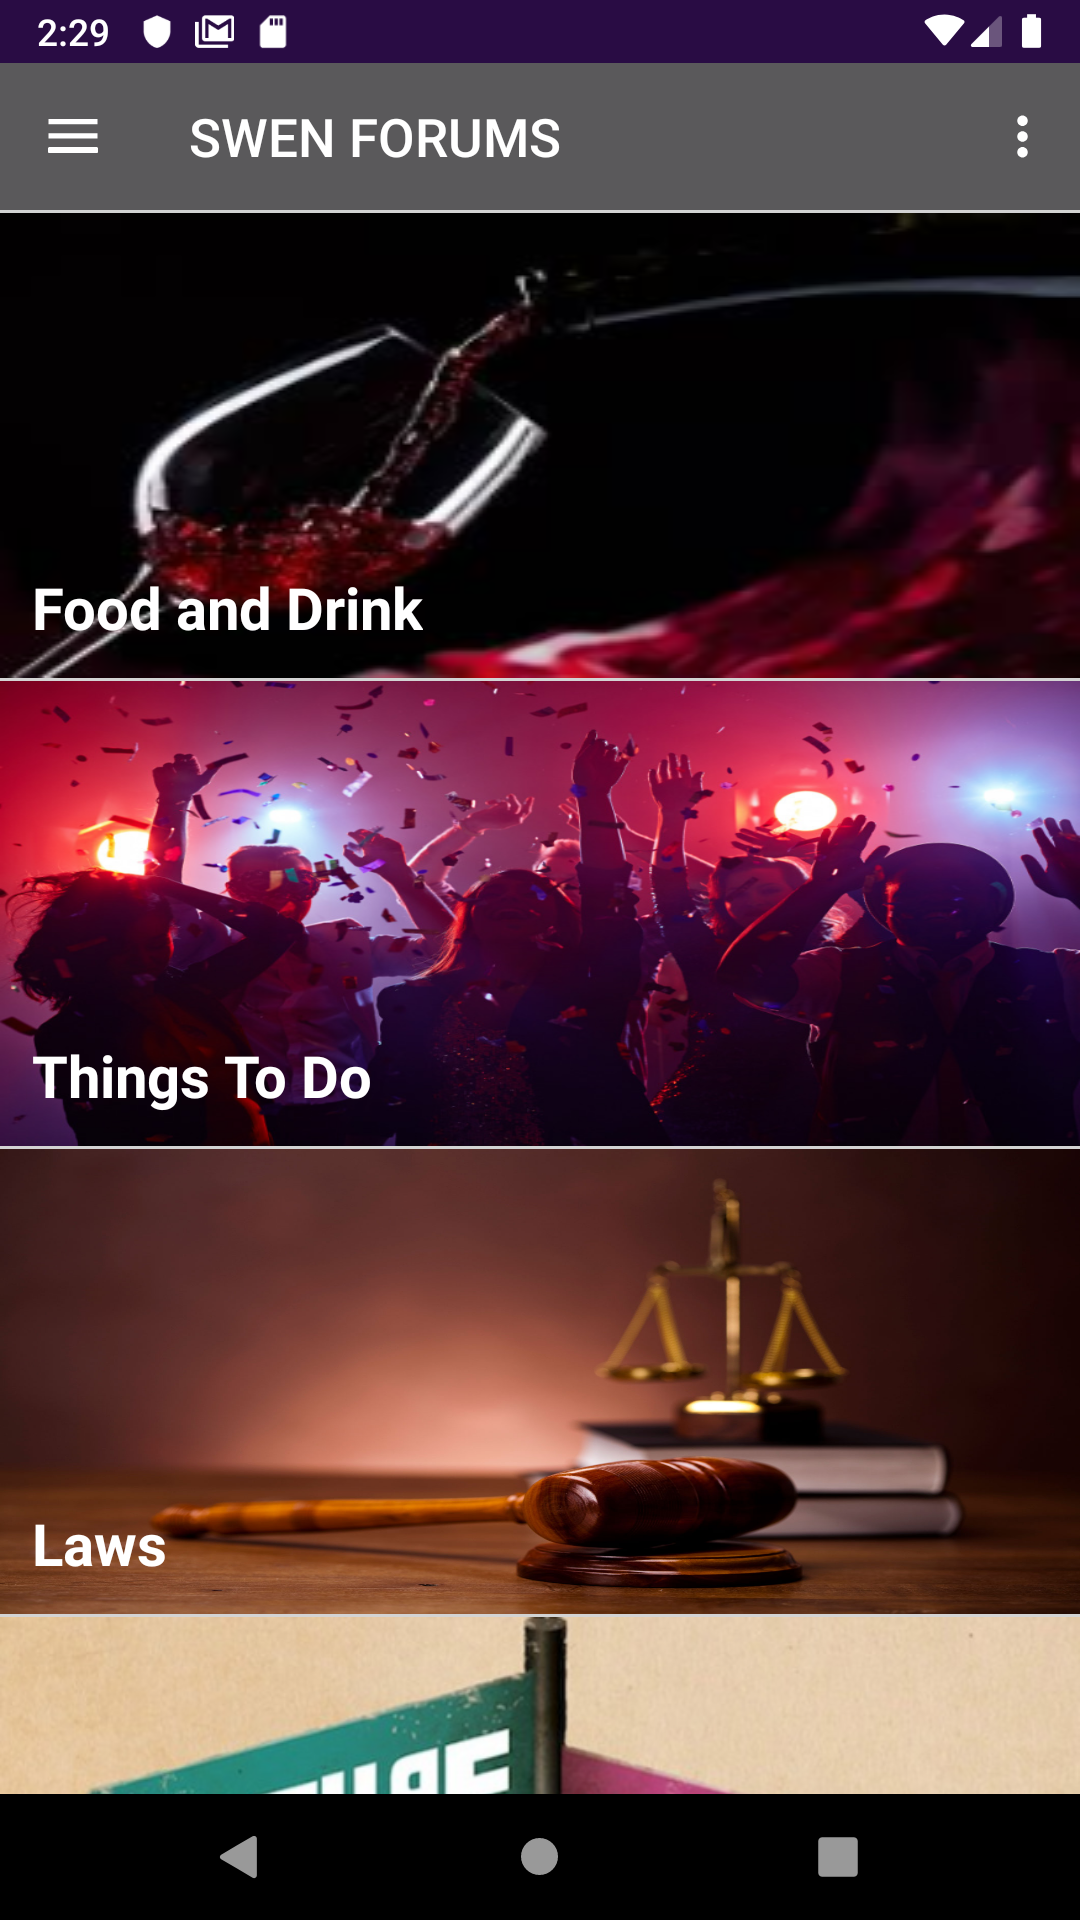 2:29
SWEN FORUMS
Food and Drink
Things To Do
Laws